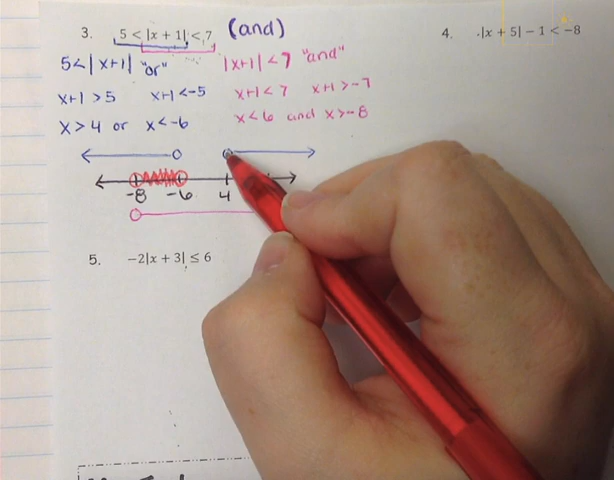 3. 5 < |x + 1| < 7 (and)
5 < |x+1| "or"
x+1 > 5 x+1 < -5
x > 4 or x < -6
|x+1| < 7 "and"
x+1 < 7 x+1 > -7
x < 6 and x > -8
-8 -6 4
4. |x + 5| − 1 < −8
5. −2|x + 3| ≤ 6